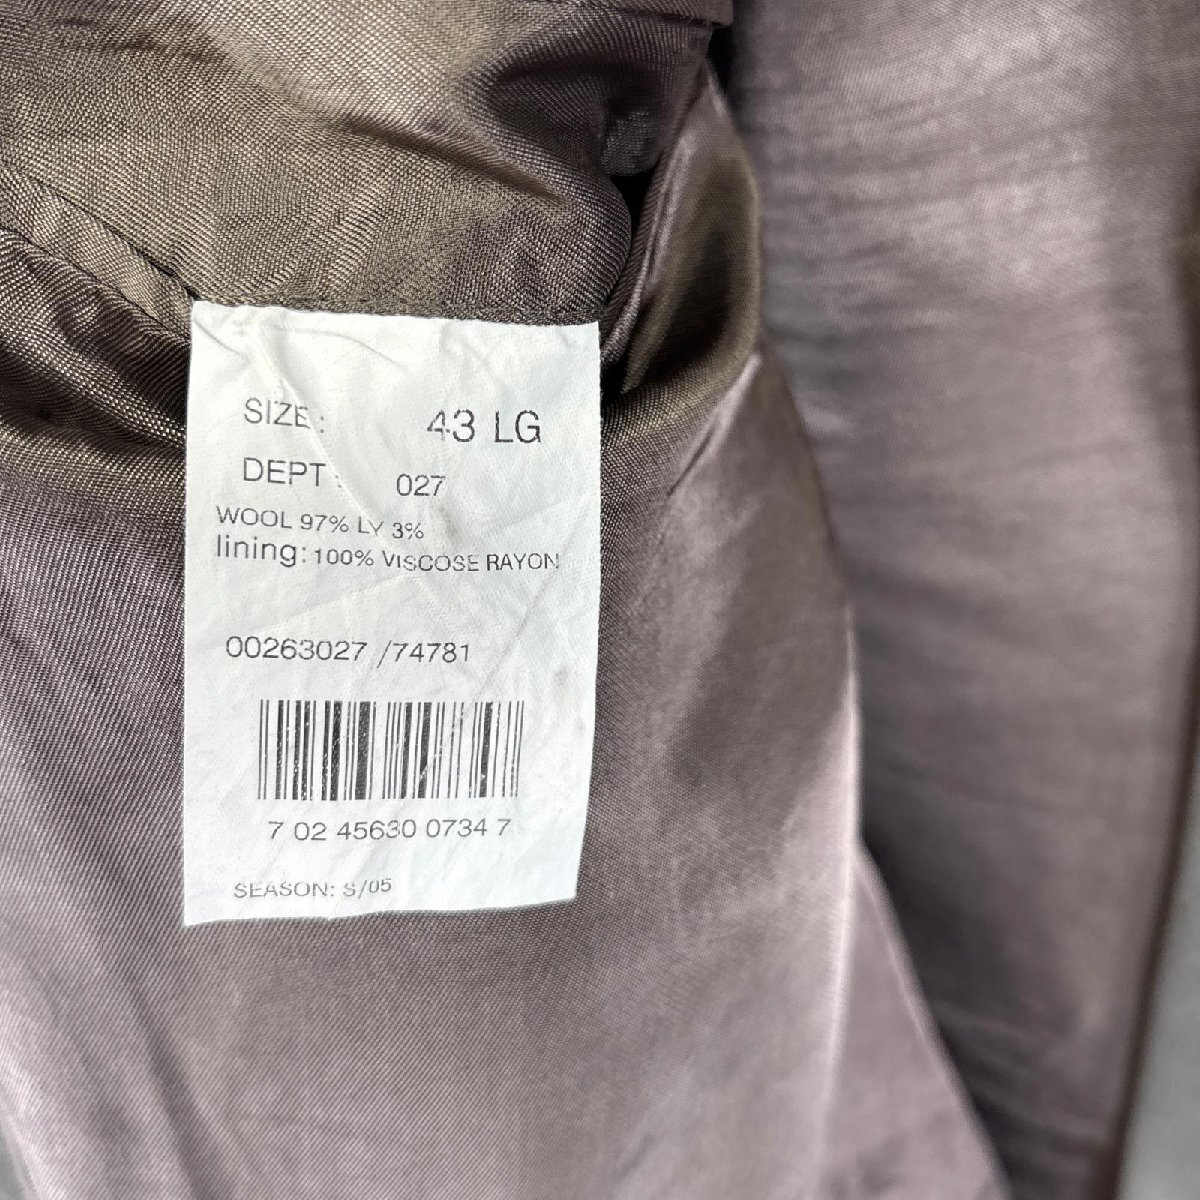 SIZE : 43 LG
DEPT : 027
WOOL 97% LY 3%
lining: 100% VISCOSE RAYON
00263027 /74781
7 02 45630 0734 7
SEASON: S/05